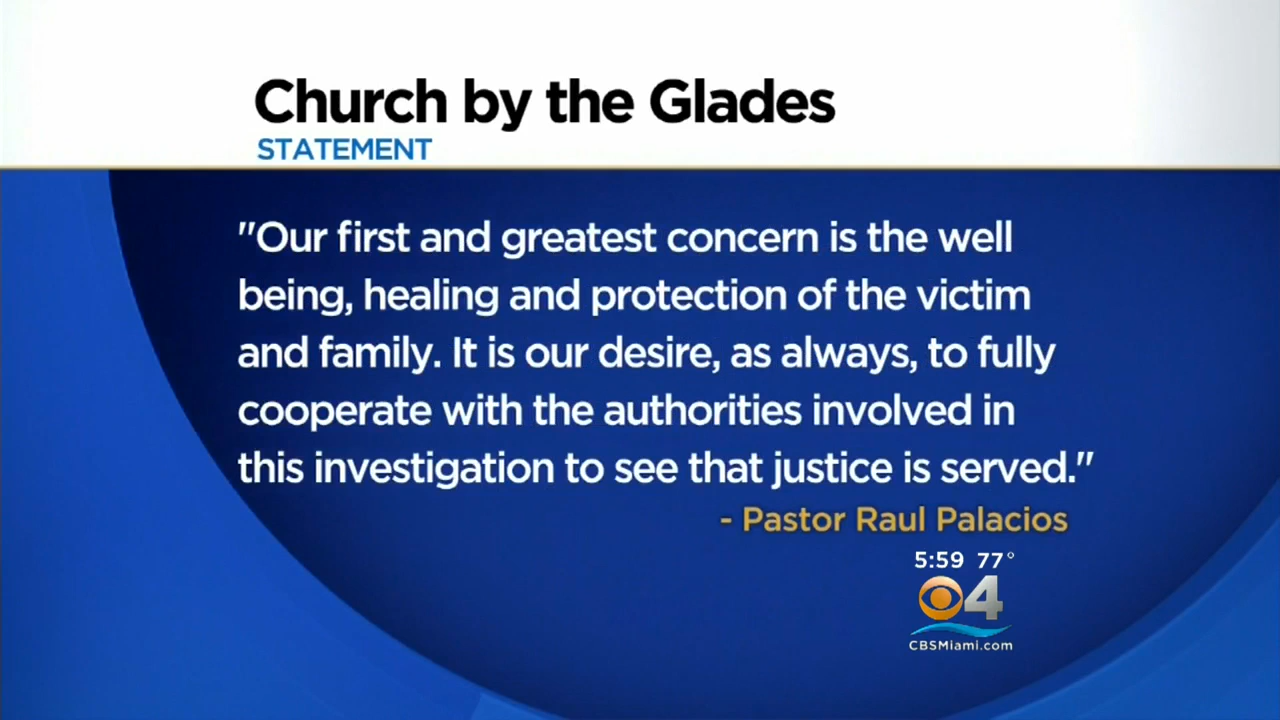 Church by the Glades
STATEMENT
"Our first and greatest concern is the well
being, healing and protection of the victim
and family. It is our desire, as always, to fully
cooperate with the authorities involved in
this investigation to see that justice is served."
- Pastor Raul Palacios
5:59 77°
4
CBSMiami.com